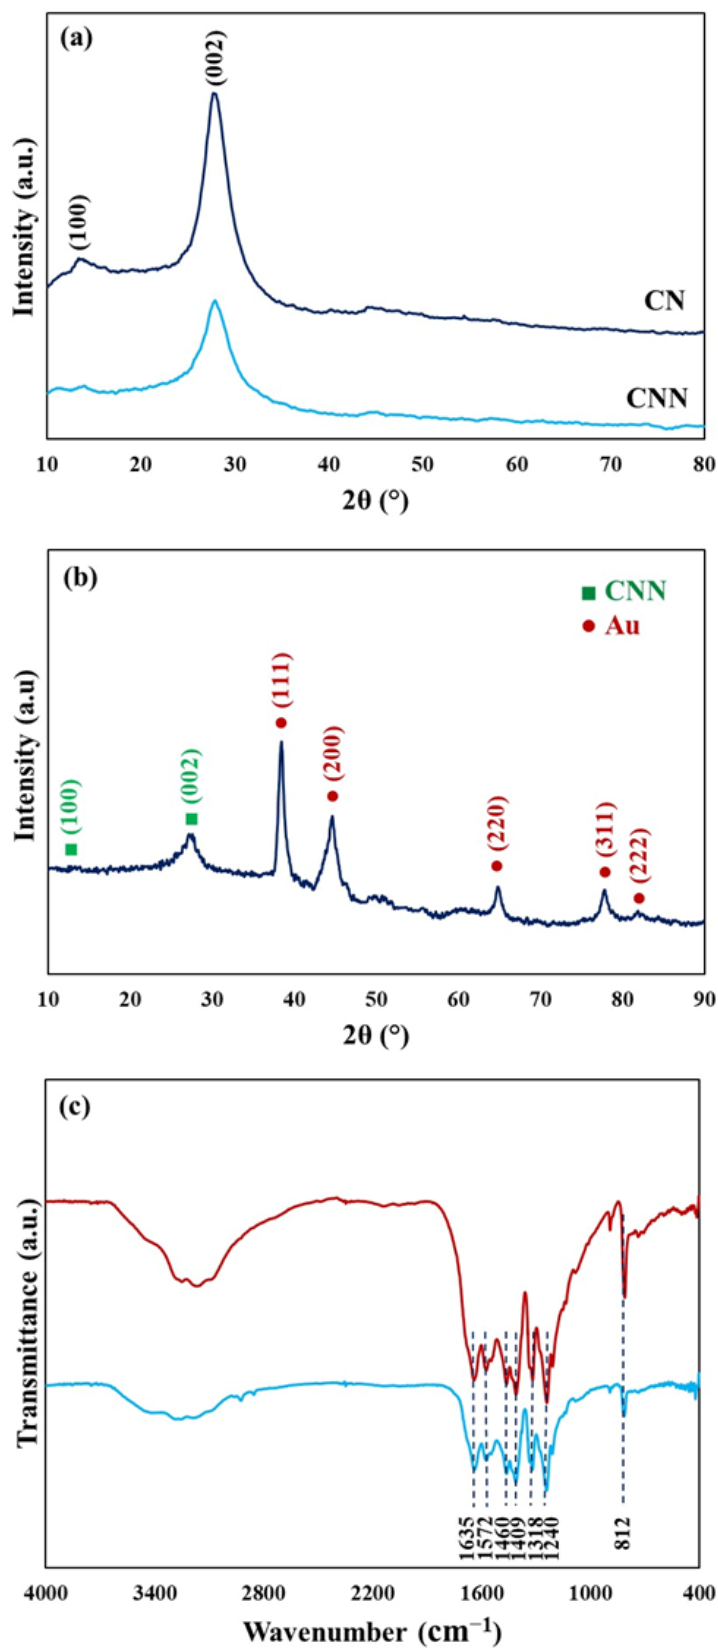 (a)
(002)
(100)
Intensity (a.u.)
CN
CNN
10 20 30 40 50 60 70 80
2θ (°)
(b)
CNN
Au
(111)
(200)
(002)
(100)
(220)
(311)
(222)
Intensity (a.u)
10 20 30 40 50 60 70 80 90
2θ (°)
(c)
Transmittance (a.u.)
1635
1572
1460
1409
1318
1240
812
4000 3400 2800 2200 1600 1000 400
Wavenumber (cm⁻¹)